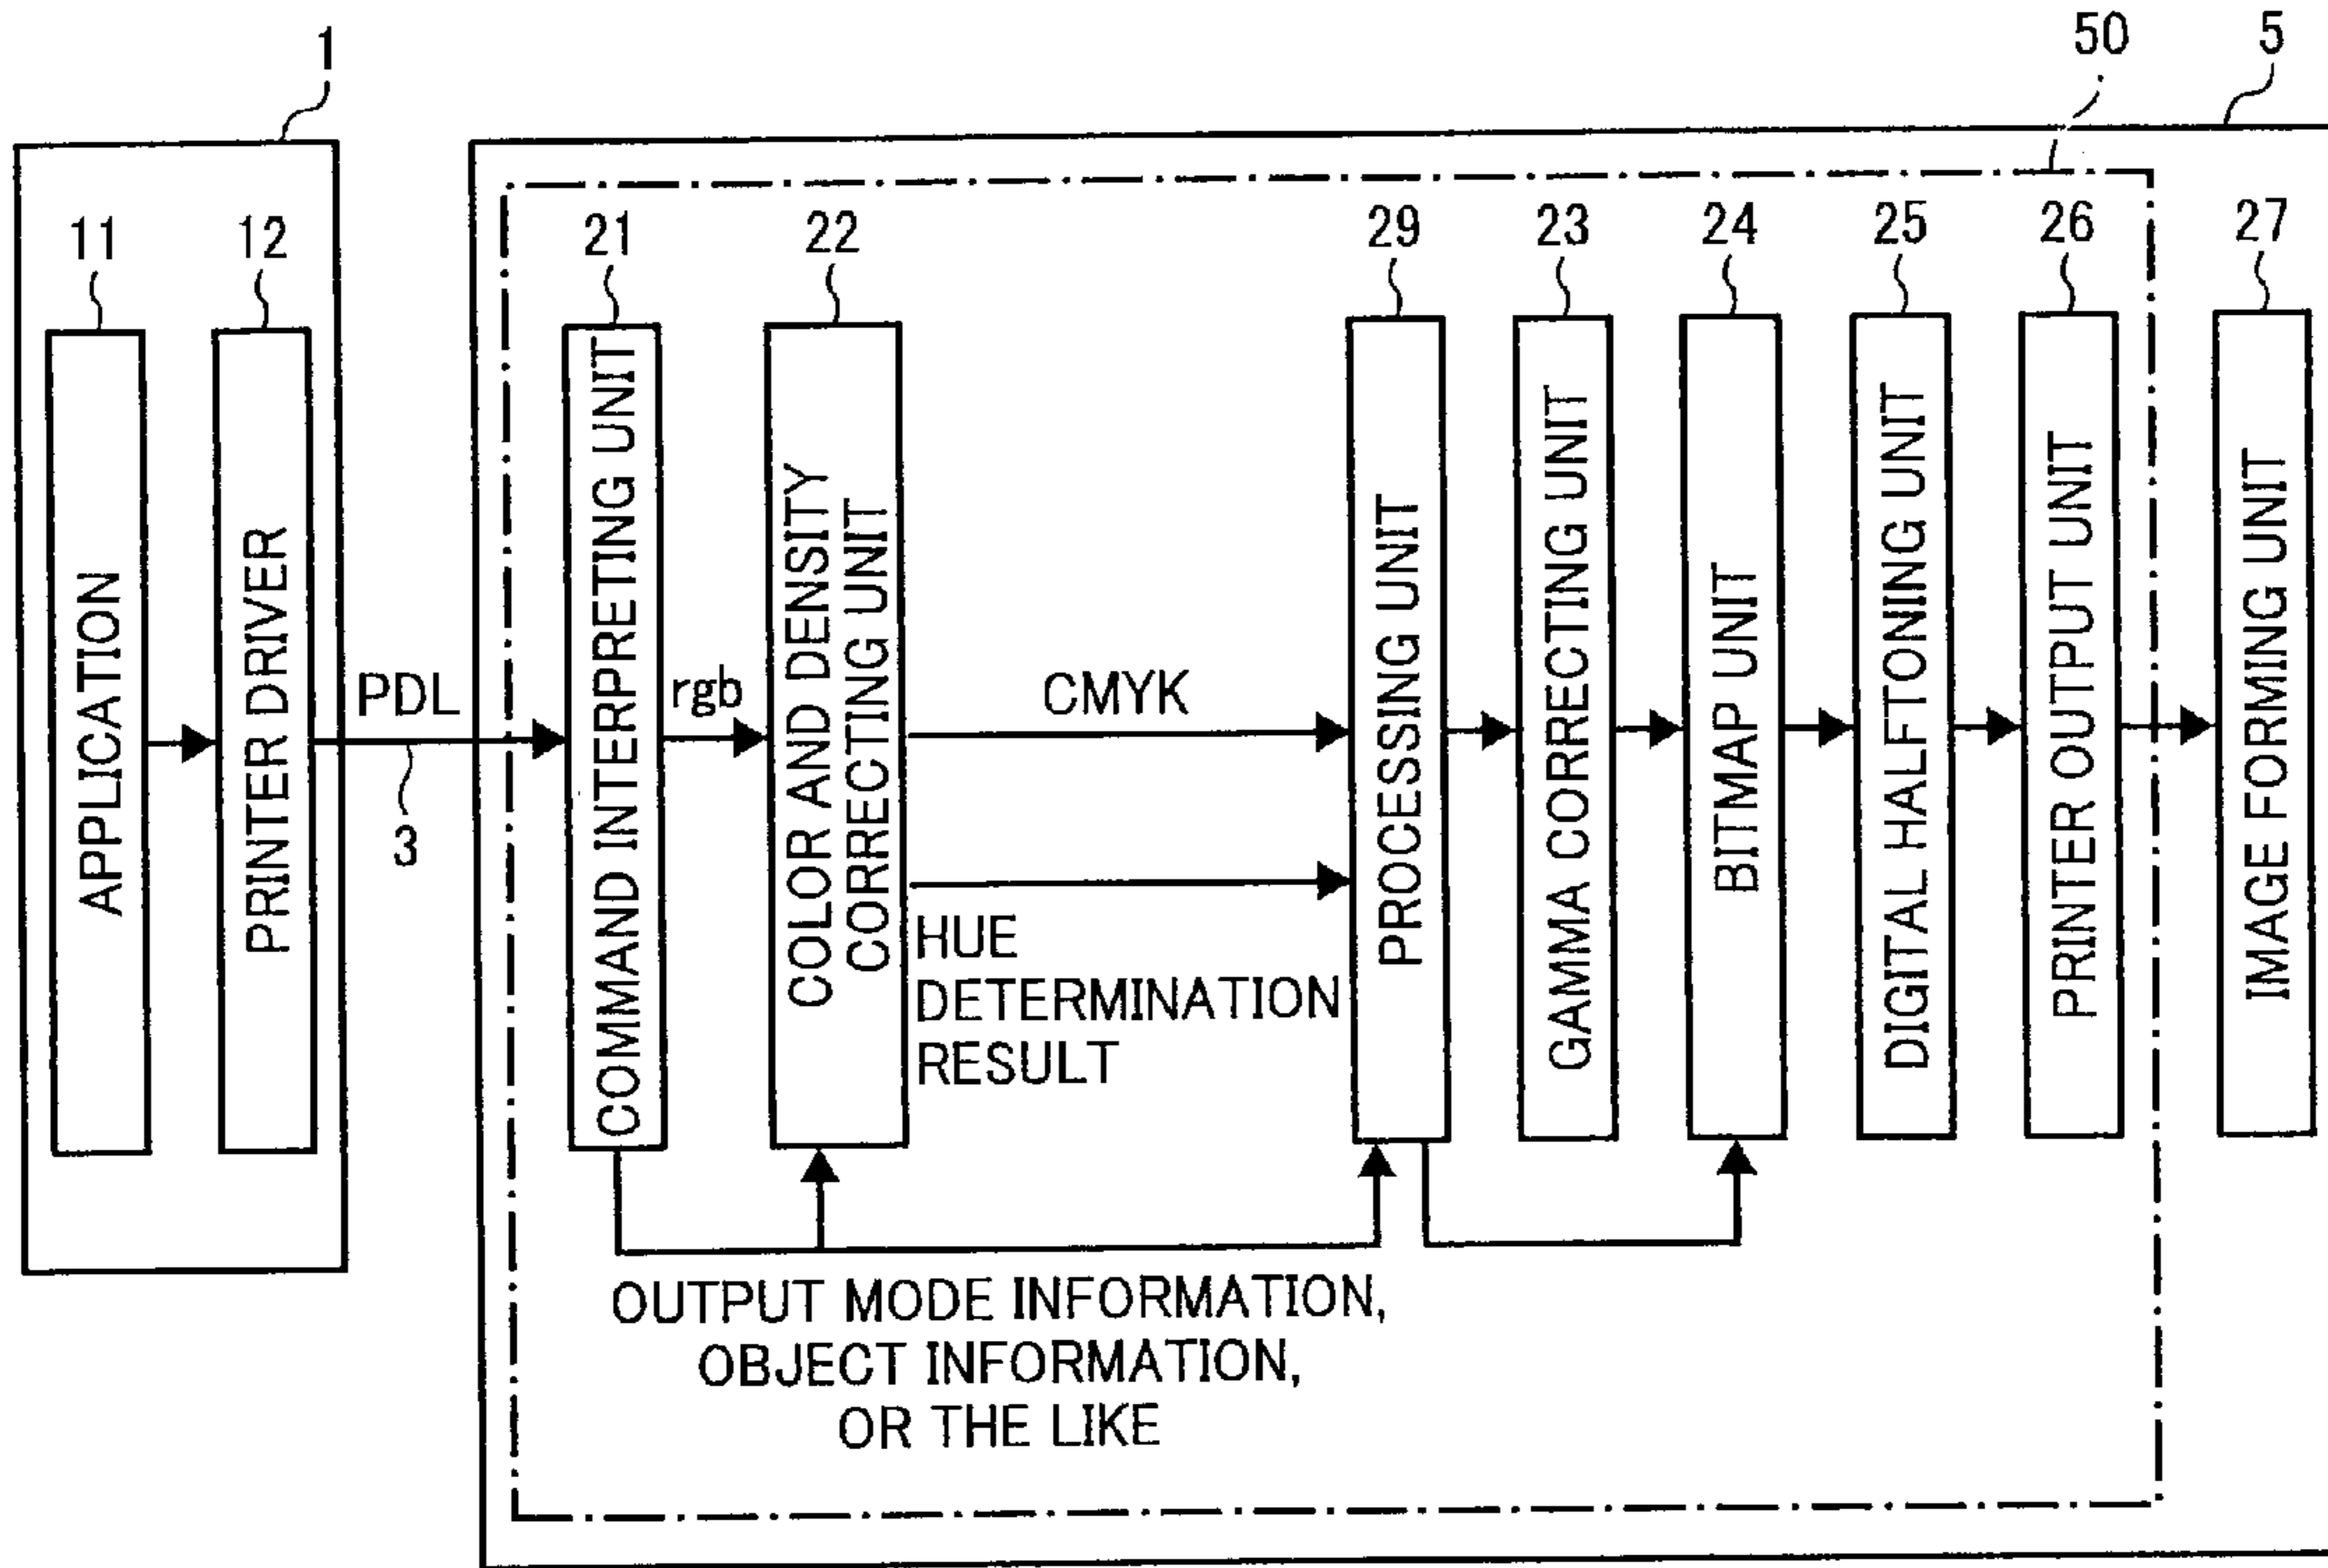 1
50
5
11
12
21
22
29
23
24
25
26
27
APPLICATION
PRINTER DRIVER
PDL
3
COMMAND INTERPRETING UNIT
rgb
COLOR AND DENSITY
CORRECTING UNIT
CMYK
HUE
DETERMINATION
RESULT
PROCESSING UNIT
GAMMA CORRECTING UNIT
BITMAP UNIT
DIGITAL HALFTONING UNIT
PRINTER OUTPUT UNIT
IMAGE FORMING UNIT
OUTPUT MODE INFORMATION,
OBJECT INFORMATION,
OR THE LIKE